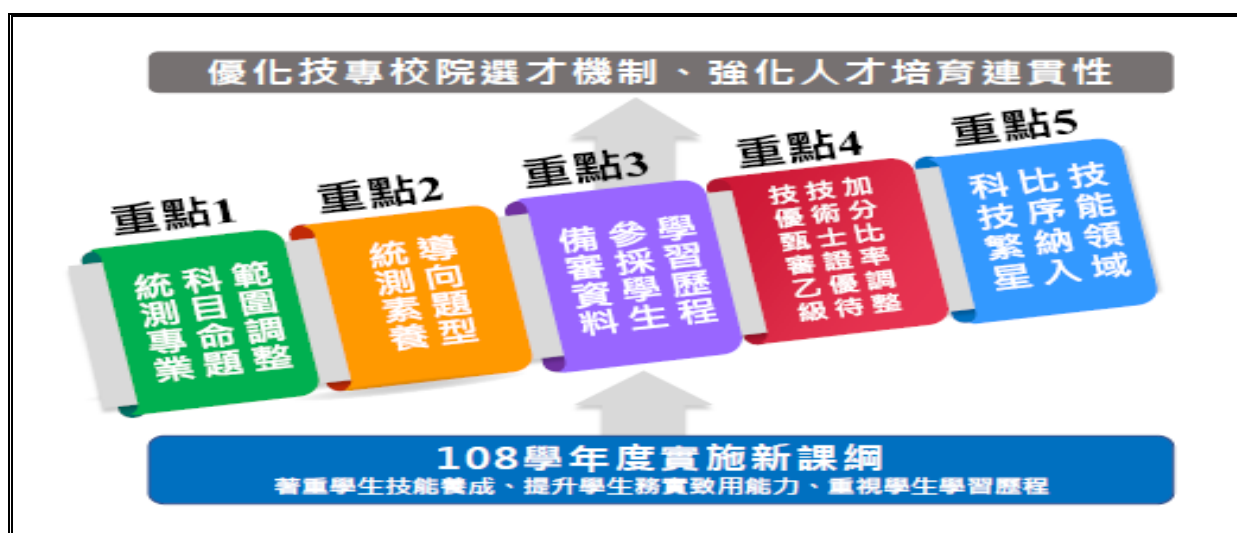 優化技專校院選才機制、強化人才培育連貫性
重點1
統測專業
科目命題
範圍調整
重點2
統測素養
導向題型
重點3
備審資料
參採學生
學習歷程
重點4
技優甄審乙級
技術士證優待
加分比率調整
重點5
科技繁星
比序納入
技能領域
108學年度實施新課綱
著重學生技能養成、提升學生務實致用能力、重視學生學習歷程